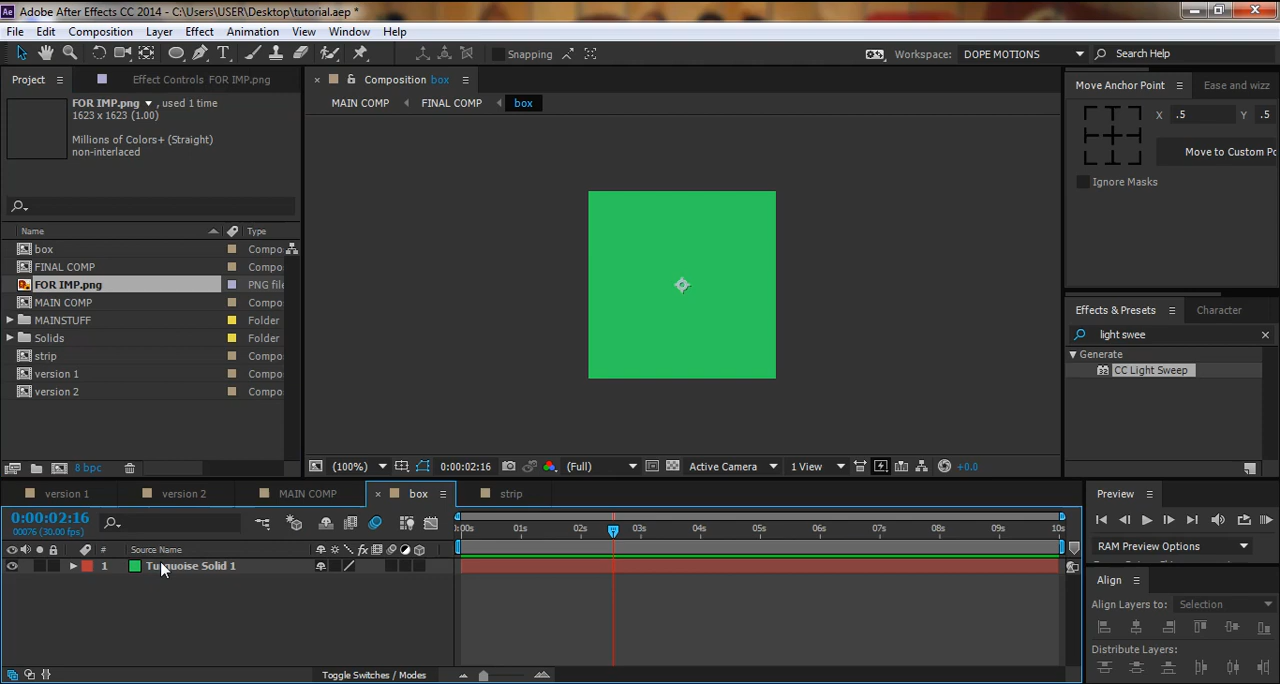 Adobe After Effects CC 2014 - C:\Users\USER\Desktop\tutorial.aep *
File Edit Composition Layer Effect Animation View Window Help
Snapping Workspace: DOPE MOTIONS Search Help
Project Effect Controls FOR IMP.png Composition box Move Anchor Point Ease and wizz
FOR IMP.png , used 1 time MAIN COMP FINAL COMP box
1623 x 1623 (1.00) X .5 Y .5
Millions of Colors+ (Straight)
non-interlaced Move to Custom Po
Ignore Masks
Name Type
box Compo
FINAL COMP Compo
FOR IMP.png PNG file
MAIN COMP Compo
MAINSTUFF Folder
Solids Folder
strip Compo
version 1 Compo
version 2 Compo
Effects & Presets Character
light swee
Generate
CC Light Sweep
8 bpc (100%) 0:00:02:16 (Full) Active Camera 1 View +0.0
version 1 version 2 MAIN COMP box strip Preview
0:00:02:16
00076 (30.00 fps) :00s 01s 02s 03s 04s 05s 06s 07s 08s 09s 10s
# Source Name RAM Preview Options
1 Turquoise Solid 1
Align
Align Layers to: Selection
Distribute Layers:
Toggle Switches / Modes